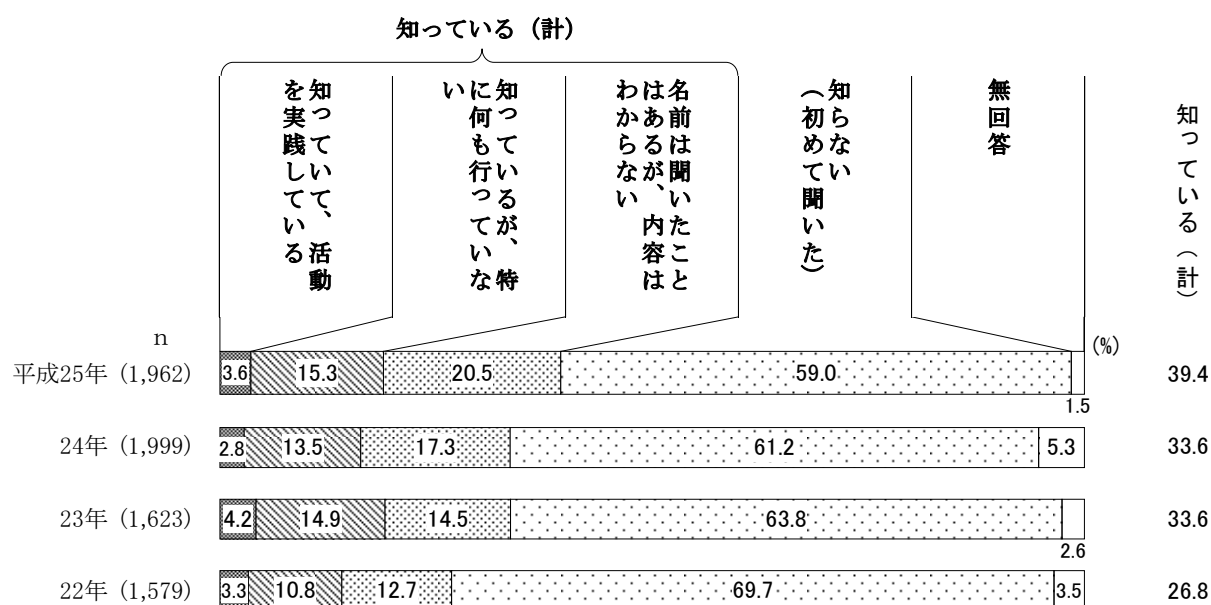 知っている（計）
知っていて、活動
を実践している
知っているが、特
に何も行っていな
い
名前は聞いたこと
はあるが、内容は
わからない
知らない
（初めて聞いた）
無回答
知っている（計）
n
(%)
平成25年 (1,962) 3.6 15.3 20.5 59.0 1.5 39.4
24年 (1,999) 2.8 13.5 17.3 61.2 5.3 33.6
23年 (1,623) 4.2 14.9 14.5 63.8 2.6 33.6
22年 (1,579) 3.3 10.8 12.7 69.7 3.5 26.8